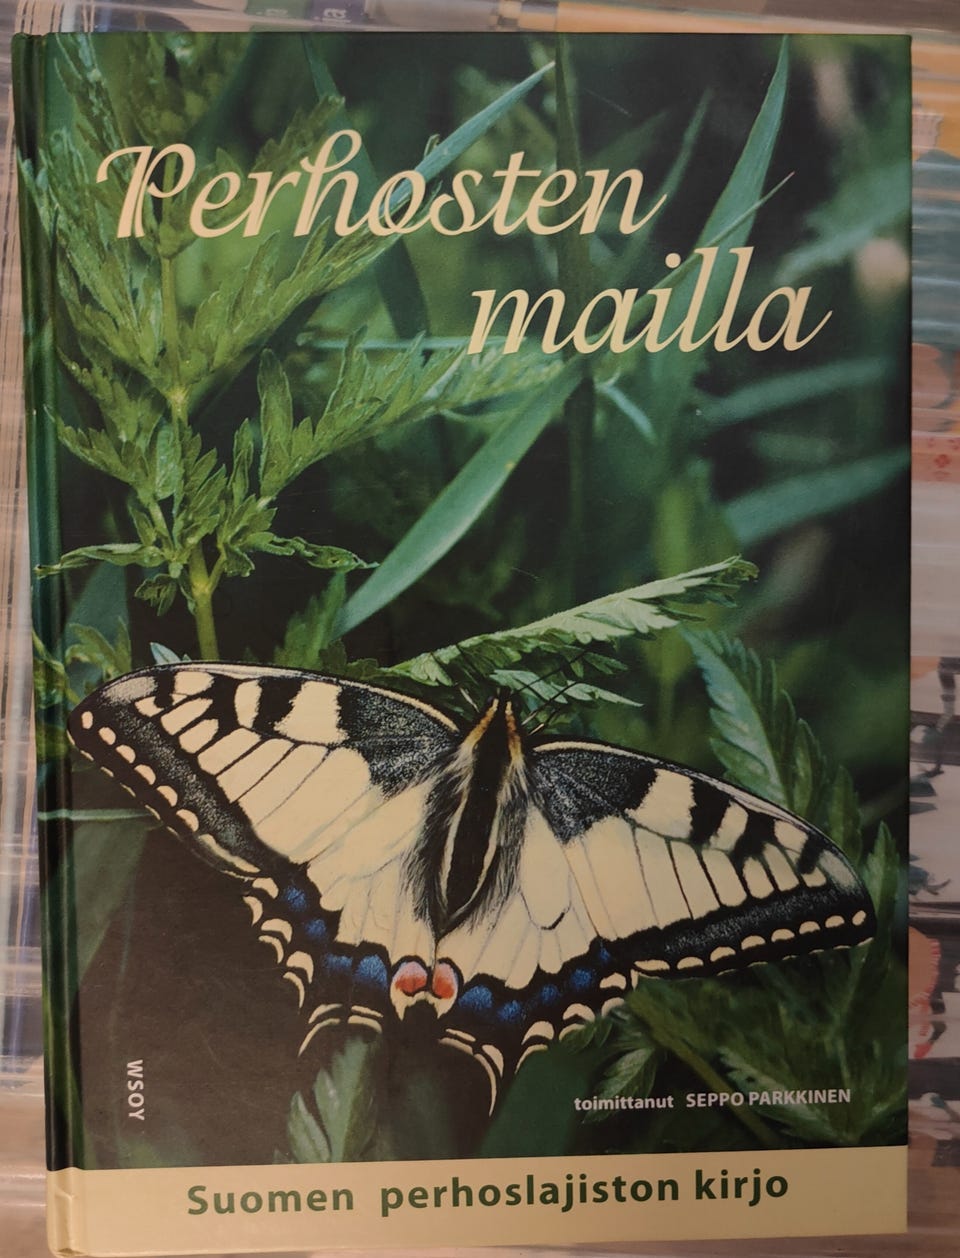 Perhosten
mailla
WSOY
toimittanut SEPPO PARKKINEN
Suomen perhoslajiston kirjo